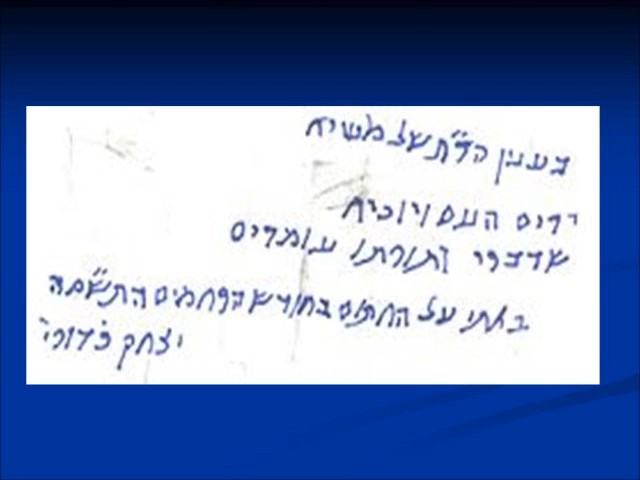 בענין הר"ת של משיח
ירים העם ויוכיח
שדברו ותורתו עומדים
באתי על החתום בחודש הרחמים התשס"ה
יצחק כדורי